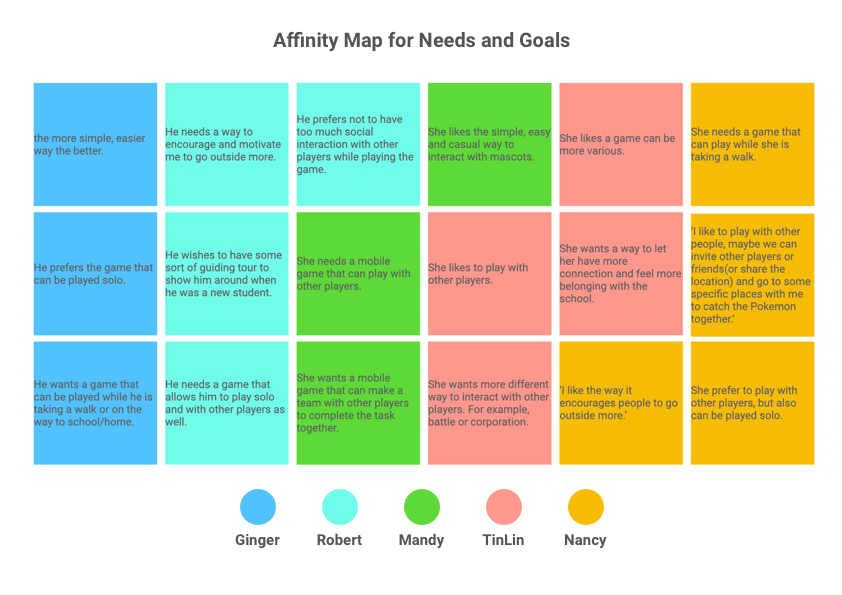 Affinity Map for Needs and Goals
the more simple, easier
way the better.
He needs a way to
encourage and motivate
me to go outside more.
He prefers not to have
too much social
interaction with other
players while playing the
game.
She likes the simple, easy
and casual way to
interact with mascots.
She likes a game can be
more various.
She needs a game that
can play while she is
taking a walk.
He prefers the game that
can be played solo.
He wishes to have some
sort of guiding tour to
show him around when
he was a new student.
She needs a mobile
game that can play with
other players.
She likes to play with
other players.
She wants a way to let
her have more
connection and feel more
belonging with the
school.
'I like to play with other
people, maybe we can
invite other players or
friends(or share the
location) and go to some
specific places with me
to catch the Pokemon
together.'
He wants a game that
can be played while he is
taking a walk or on the
way to school/home.
He needs a game that
allows him to play solo
and with other players as
well.
She wants a mobile
game that can make a
team with other players
to complete the task
together.
She wants more different
way to interact with other
players. For example,
battle or corporation.
'I like the way it
encourages people to go
outside more.'
She prefer to play with
other players, but also
can be played solo.
Ginger
Robert
Mandy
TinLin
Nancy